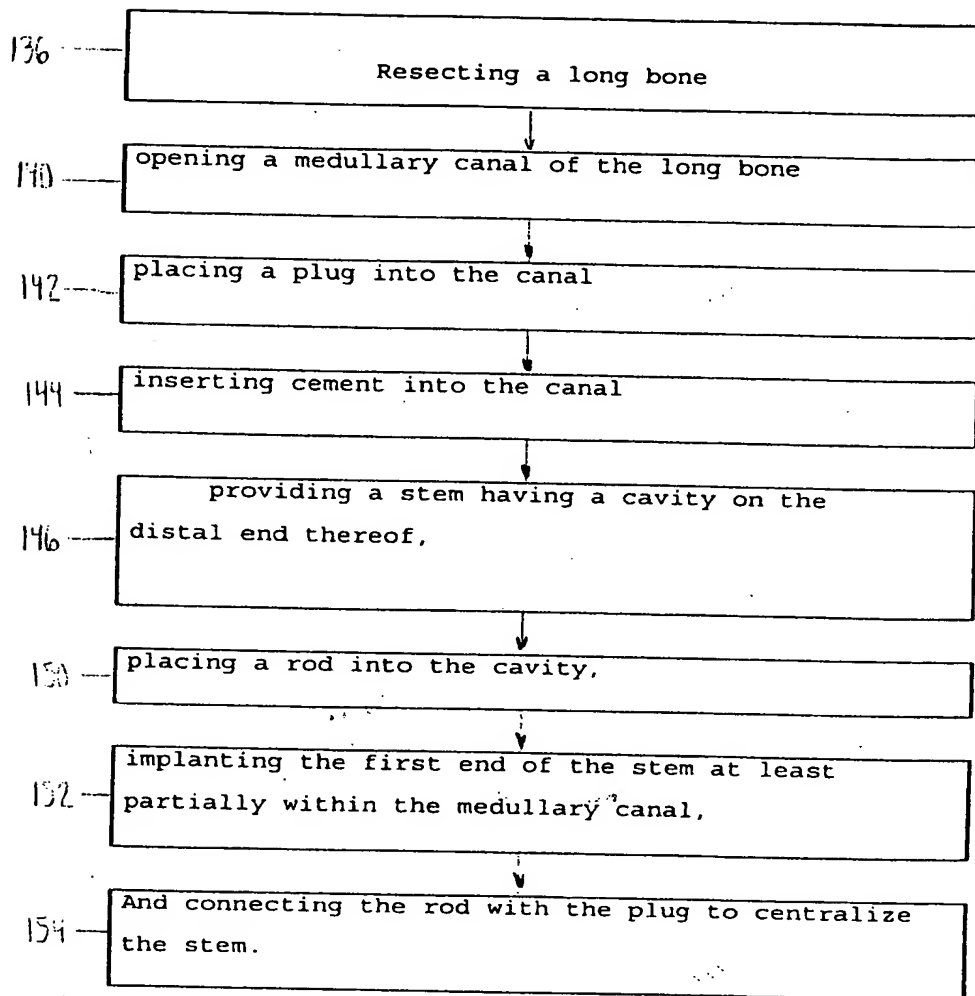 136
Resecting a long bone
140
opening a medullary canal of the long bone
142
placing a plug into the canal
144
inserting cement into the canal
146
providing a stem having a cavity on the
distal end thereof,
150
placing a rod into the cavity,
152
implanting the first end of the stem at least
partially within the medullary canal,
154
And connecting the rod with the plug to centralize
the stem.